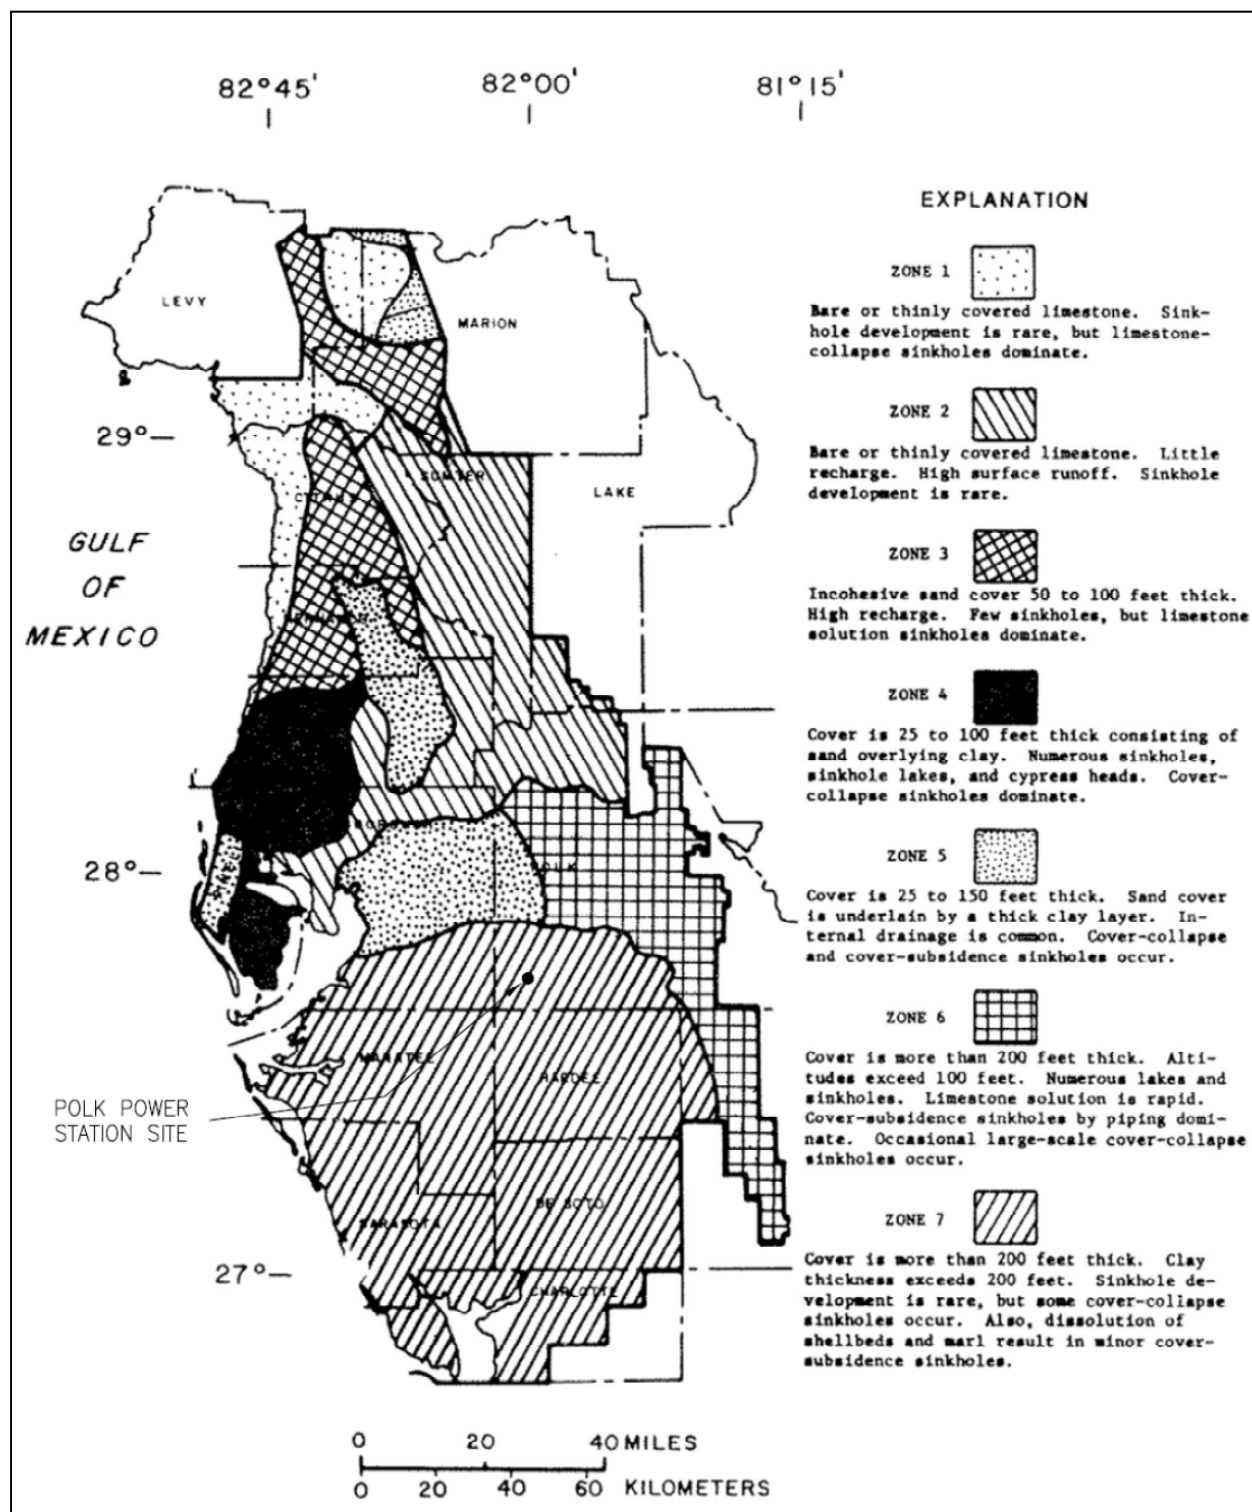 82°45'
82°00'
81°15'
EXPLANATION
ZONE 1
Bare or thinly covered limestone. Sink-
hole development is rare, but limestone-
collapse sinkholes dominate.
ZONE 2
Bare or thinly covered limestone. Little
recharge. High surface runoff. Sinkhole
development is rare.
ZONE 3
Incohesive sand cover 50 to 100 feet thick.
High recharge. Few sinkholes, but limestone
solution sinkholes dominate.
ZONE 4
Cover is 25 to 100 feet thick consisting of
sand overlying clay. Numerous sinkholes,
sinkhole lakes, and cypress heads. Cover-
collapse sinkholes dominate.
ZONE 5
Cover is 25 to 150 feet thick. Sand cover
is underlain by a thick clay layer. In-
ternal drainage is common. Cover-collapse
and cover-subsidence sinkholes occur.
ZONE 6
Cover is more than 200 feet thick. Alti-
tudes exceed 100 feet. Numerous lakes and
sinkholes. Limestone solution is rapid.
Cover-subsidence sinkholes by piping domi-
nate. Occasional large-scale cover-collapse
sinkholes occur.
ZONE 7
Cover is more than 200 feet thick. Clay
thickness exceeds 200 feet. Sinkhole de-
velopment is rare, but some cover-collapse
sinkholes occur. Also, dissolution of
shellbeds and marl result in minor cover-
subsidence sinkholes.
LEVY
MARION
29°
SUMTER
LAKE
CITRUS
GULF
OF
MEXICO
28°
POLK
MANATEE
HARDEE
POLK POWER
STATION SITE
SARASOTA
DE SOTO
27°
CHARLOTTE
0 20 40 MILES
0 20 40 60 KILOMETERS